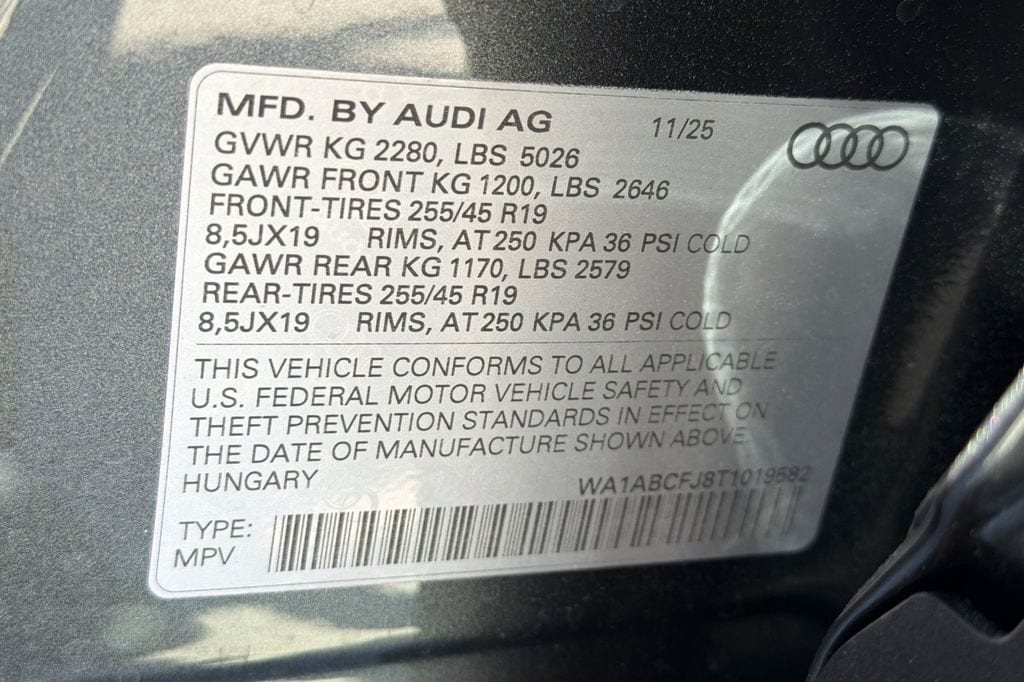 MFD. BY AUDI AG 11/25
GVWR KG 2280, LBS 5026
GAWR FRONT KG 1200, LBS 2646
FRONT-TIRES 255/45 R19
8,5JX19 RIMS, AT 250 KPA 36 PSI COLD
GAWR REAR KG 1170, LBS 2579
REAR-TIRES 255/45 R19
8,5JX19 RIMS, AT 250 KPA 36 PSI COLD
THIS VEHICLE CONFORMS TO ALL APPLICABLE
U.S. FEDERAL MOTOR VEHICLE SAFETY AND
THEFT PREVENTION STANDARDS IN EFFECT ON
THE DATE OF MANUFACTURE SHOWN ABOVE.
HUNGARY WA1ABCFJ8T1019582
TYPE:
MPV